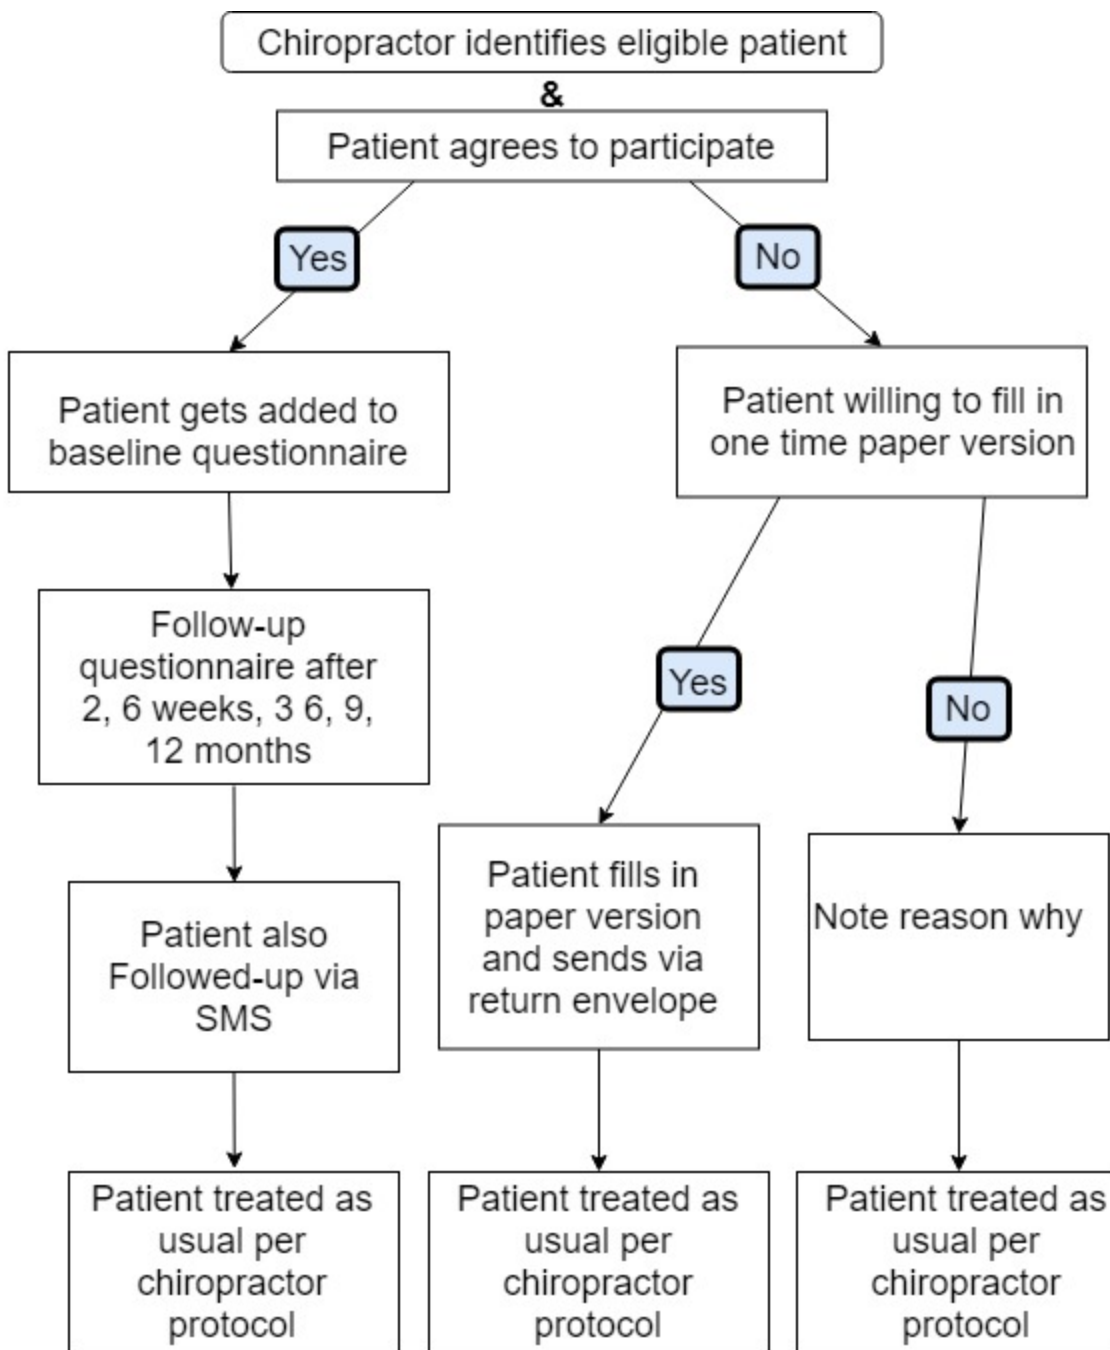 Chiropractor identifies eligible patient
&
Patient agrees to participate
Yes
No
Patient gets added to
baseline questionnaire
Patient willing to fill in
one time paper version
Follow-up
questionnaire after
2, 6 weeks, 3 6, 9,
12 months
Yes
No
Patient also
Followed-up via
SMS
Patient fills in
paper version
and sends via
return envelope
Note reason why
Patient treated as
usual per
chiropractor
protocol
Patient treated as
usual per
chiropractor
protocol
Patient treated as
usual per
chiropractor
protocol